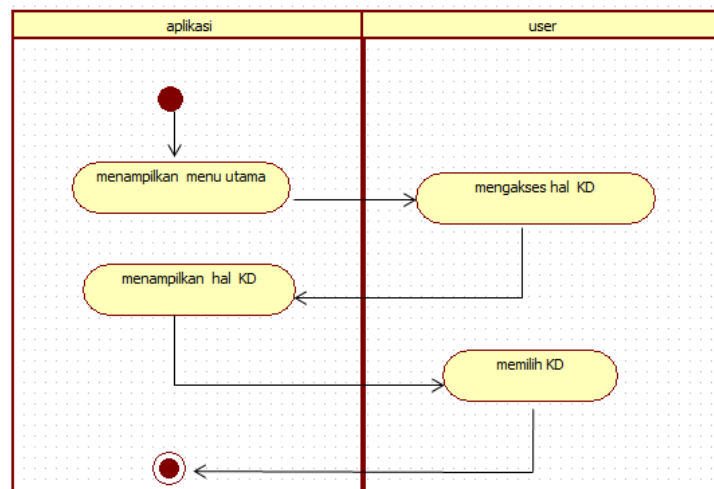 aplikasi
user
menampilkan menu utama
mengakses hal KD
menampilkan hal KD
memilih KD